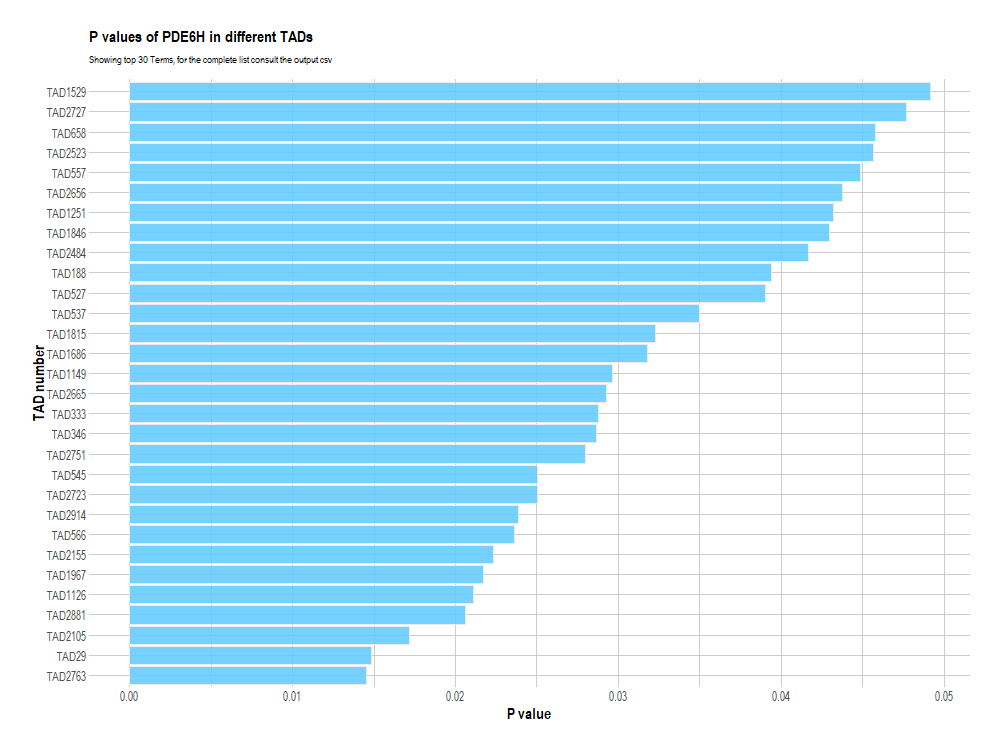 P values of PDE6H in different TADs
Showing top 30 Terms, for the complete list consult the output csv
TAD1529
TAD2727
TAD658
TAD2523
TAD557
TAD2656
TAD1251
TAD1846
TAD2484
TAD188
TAD527
TAD537
TAD1815
TAD1686
TAD1149
TAD2665
TAD333
TAD346
TAD2751
TAD545
TAD2723
TAD2914
TAD566
TAD2155
TAD1967
TAD1126
TAD2881
TAD2105
TAD29
TAD2763
TAD number
0.00 0.01 0.02 0.03 0.04 0.05
P value